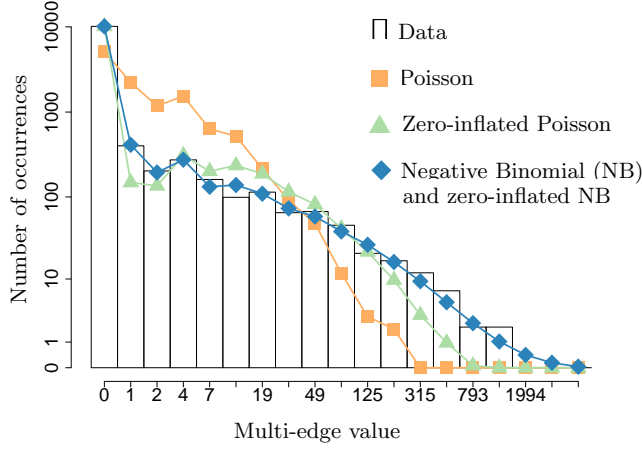 Number of occurrences
10000
1000
100
10
1
0
Data
Poisson
Zero-inflated Poisson
Negative Binomial (NB)
and zero-inflated NB
0 1 2 4 7 19 49 125 315 793 1994
Multi-edge value